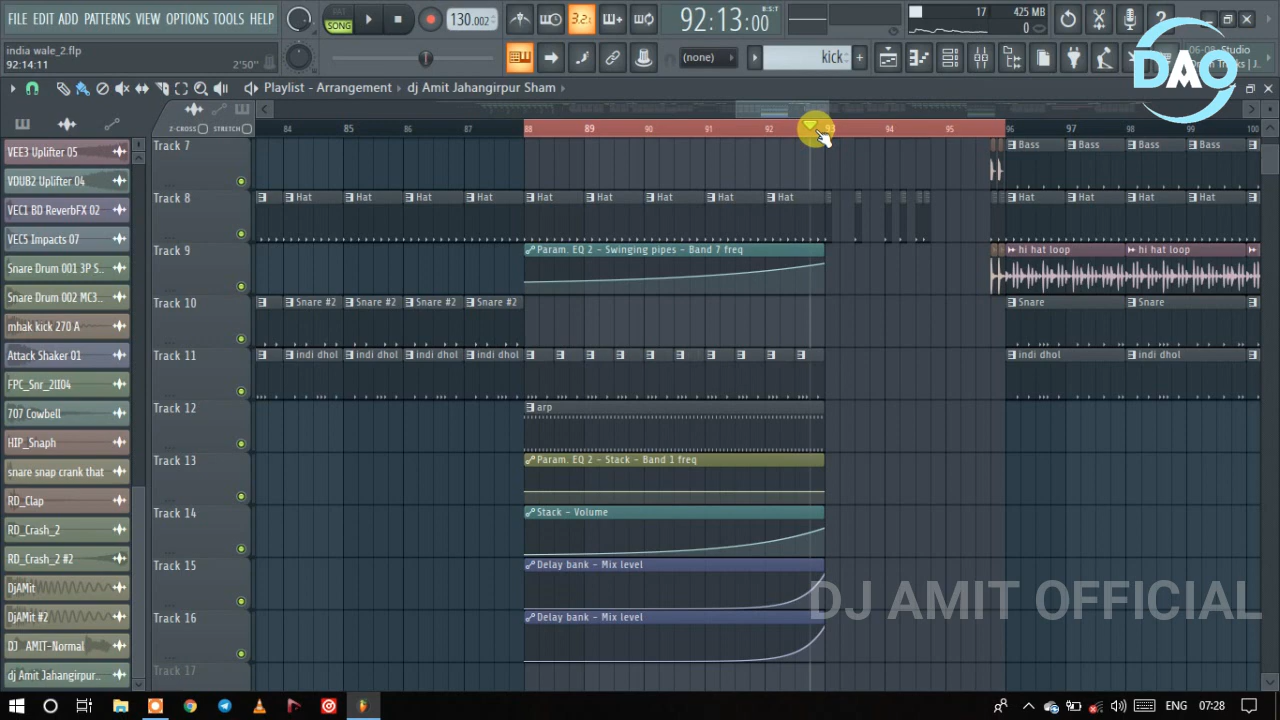 FILE EDIT ADD PATTERNS VIEW OPTIONS TOOLS HELP
PAT
SONG
130.002
3.2
92:13:00
B:S:T
17
425 MB
0
india wale_2.flp
92:14:11
2'50"
(none)
kick
Studio
DAO
Playlist - Arrangement
dj Amit Jahangirpur Sham
Z-CROSS
STRETCH
84 85 86 87 88 89 90 91 92 93 94 95 96 97 98 99 100
VEE3 Uplifter 05
VDUB2 Uplifter 04
VEC1 BD ReverbFX 02
VEC5 Impacts 07
Snare Drum 001 3P S..
Snare Drum 002 MC3..
mhak kick 270 A
Attack Shaker 01
FPC_Snr_2II04
707 Cowbell
HIP_Snaph
snare snap crank that
RD_Clap
RD_Crash_2
RD_Crash_2 #2
DjAMit
DjAMit #2
DJ AMIT-Normal
dj Amit Jahangirpur..
Track 7
Bass Bass Bass Bass
Track 8
Hat Hat Hat Hat Hat Hat Hat Hat Hat Hat Hat Hat Hat
Track 9
Param. EQ 2 - Swinging pipes - Band 7 freq
hi hat loop
hi hat loop
Track 10
Snare #2 Snare #2 Snare #2 Snare #2
Snare
Snare
Track 11
indi dhol indi dhol indi dhol indi dhol
indi dhol
indi dhol
Track 12
arp
Track 13
Param. EQ 2 - Stack - Band 1 freq
Track 14
Stack - Volume
Track 15
Delay bank - Mix level
Track 16
Delay bank - Mix level
Track 17
DJ AMIT OFFICIAL
ENG
07:28